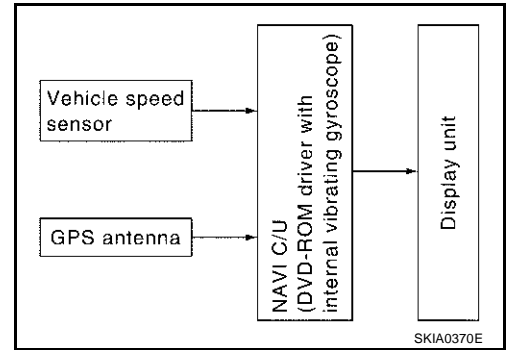 Vehicle speed
sensor
GPS antenna
NAVI C/U
(DVD-ROM driver with
internal vibrating gyroscope)
Display unit
SKIA0370E